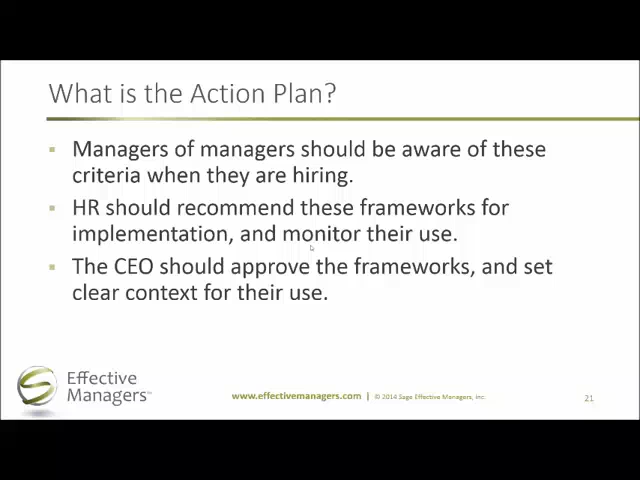 What is the Action Plan?
Managers of managers should be aware of these
criteria when they are hiring.
HR should recommend these frameworks for
implementation, and monitor their use.
The CEO should approve the frameworks, and set
clear context for their use.
Effective
Managers™
www.effectivemanagers.com | © 2014 Sage Effective Managers, Inc.
21